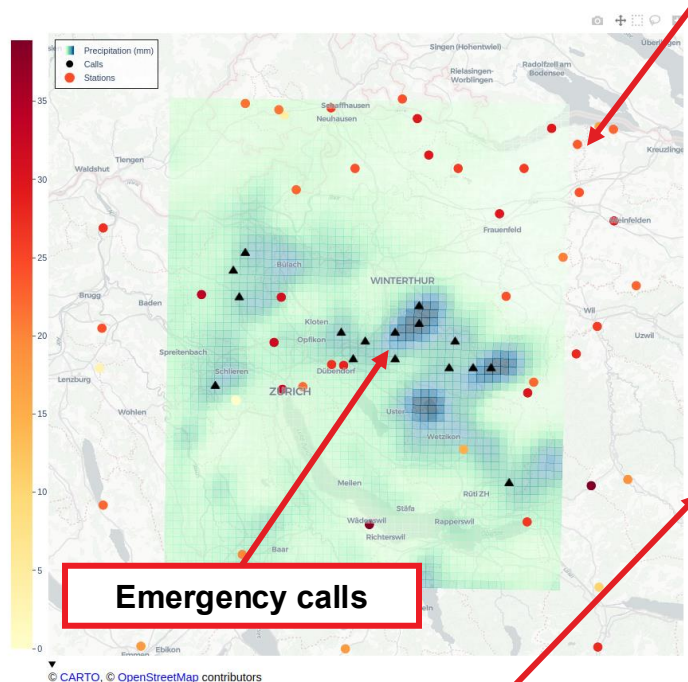 Singen (Hohentwiel)
Radolfzell am
Bodensee
Rielasingen-
Worblingen
Precipitation (mm)
Calls
Stations
Schaffhausen
Neuhausen
Kreuzlinge
Tiengen
Waldshut
Weinfelden
Frauenfeld
Bülach
WINTERTHUR
Brugg
Baden
Kloten
Opfikon
Wil
Uzwil
Spreitenbach
Schlieren
Dübendorf
Lenzburg
ZÜRICH
Wohlen
Uster
Wetzikon
Meilen
Rüti ZH
Stäfa
Wädenswil
Rapperswil
Richterswil
Baar
35
30
25
20
15
10
5
0
Emergency calls
Emmen
Ebikon
© CARTO, © OpenStreetMap contributors